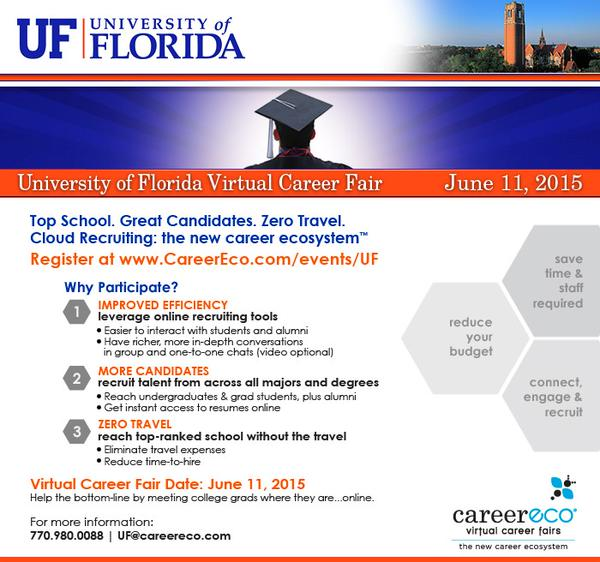 UF UNIVERSITY of
FLORIDA
University of Florida Virtual Career Fair June 11, 2015
Top School. Great Candidates. Zero Travel.
Cloud Recruiting: the new career ecosystem™
Register at www.CareerEco.com/events/UF
Why Participate?
1 IMPROVED EFFICIENCY
leverage online recruiting tools
• Easier to interact with students and alumni
• Have richer, more in-depth conversations
in group and one-to-one chats (video optional)
2 MORE CANDIDATES
recruit talent from across all majors and degrees
• Reach undergraduates & grad students, plus alumni
• Get instant access to resumes online
3 ZERO TRAVEL
reach top-ranked school without the travel
• Eliminate travel expenses
• Reduce time-to-hire
save
time &
staff
required
reduce
your
budget
connect,
engage &
recruit
Virtual Career Fair Date: June 11, 2015
Help the bottom-line by meeting college grads where they are...online.
For more information:
770.980.0088 | UF@careereco.com
careereco®
virtual career fairs
the new career ecosystem